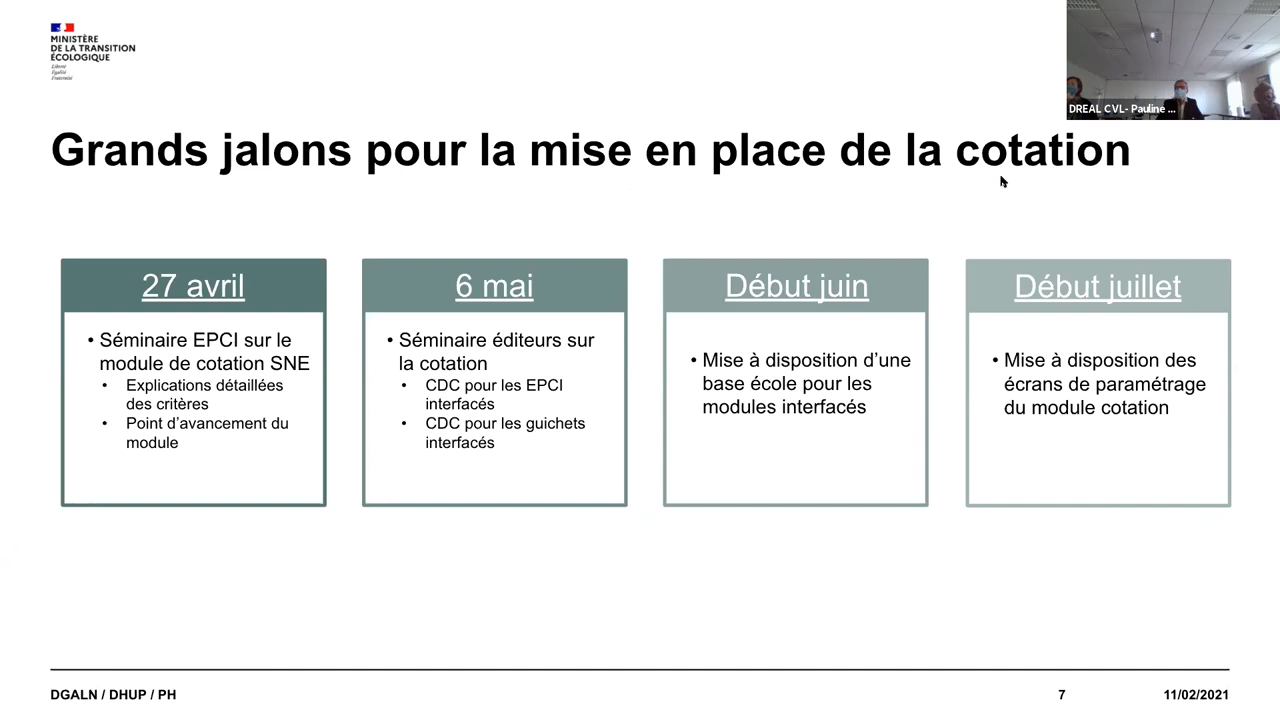 MINISTÈRE
DE LA TRANSITION
ÉCOLOGIQUE
Liberté
Égalité
Fraternité
DREAL CVL- Pauline ...
Grands jalons pour la mise en place de la cotation
27 avril
• Séminaire EPCI sur le
module de cotation SNE
• Explications détaillées
des critères
• Point d'avancement du
module
6 mai
• Séminaire éditeurs sur
la cotation
• CDC pour les EPCI
interfacés
• CDC pour les guichets
interfacés
Début juin
• Mise à disposition d'une
base école pour les
modules interfacés
Début juillet
• Mise à disposition des
écrans de paramétrage
du module cotation
DGALN / DHUP / PH
7
11/02/2021